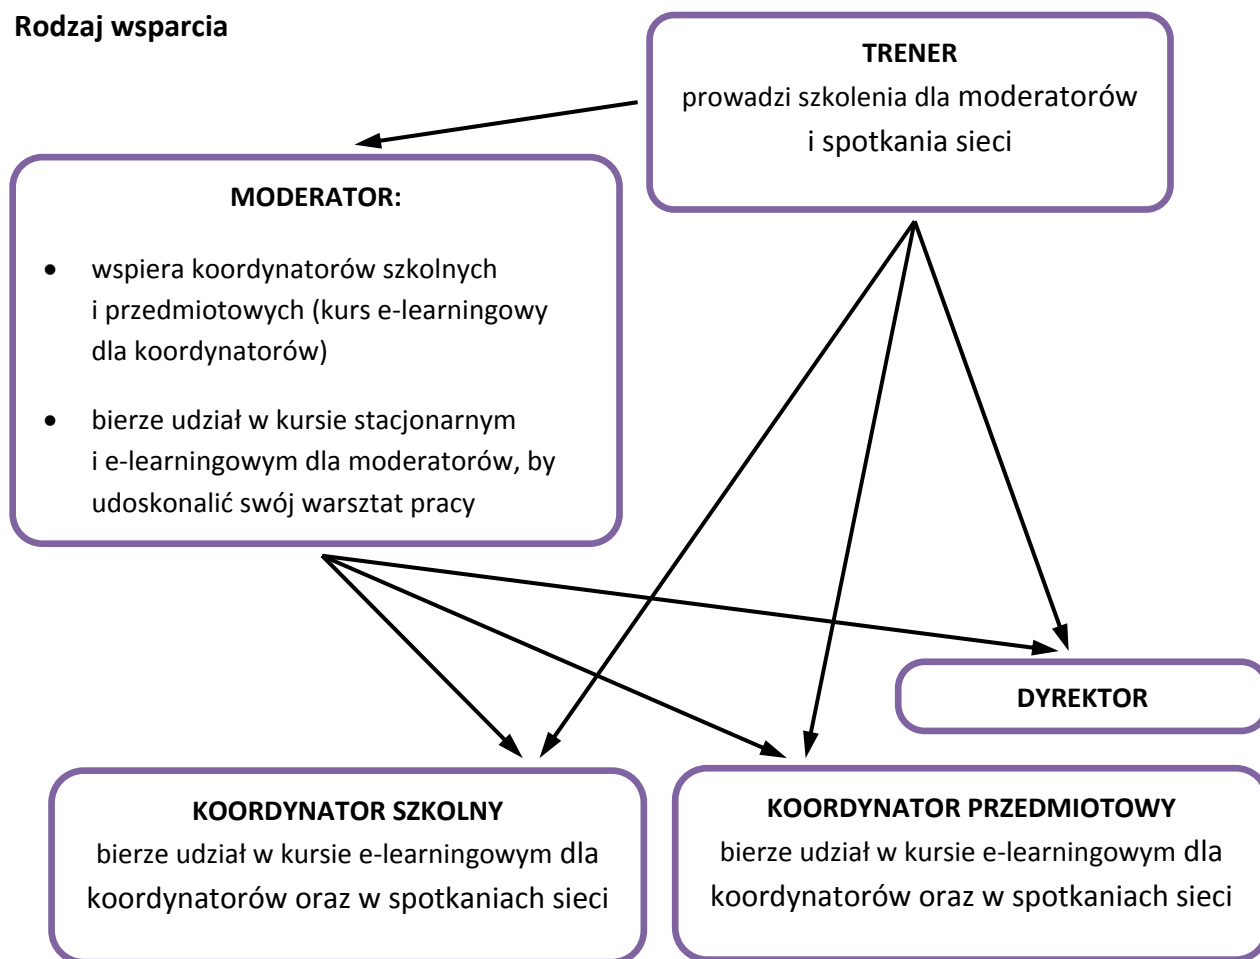 Rodzaj wsparcia
TRENER
prowadzi szkolenia dla moderatorów
i spotkania sieci
MODERATOR:
• wspiera koordynatorów szkolnych
i przedmiotowych (kurs e-learningowy
dla koordynatorów)
• bierze udział w kursie stacjonarnym
i e-learningowym dla moderatorów, by
udoskonalić swój warsztat pracy
DYREKTOR
KOORDYNATOR SZKOLNY
bierze udział w kursie e-learningowym dla
koordynatorów oraz w spotkaniach sieci
KOORDYNATOR PRZEDMIOTOWY
bierze udział w kursie e-learningowym dla
koordynatorów oraz w spotkaniach sieci